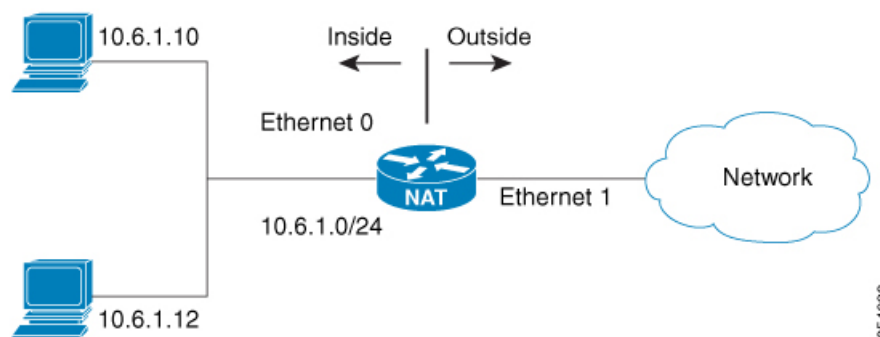 10.6.1.10
Inside
Outside
Ethernet 0
NAT
Ethernet 1
Network
10.6.1.0/24
10.6.1.12